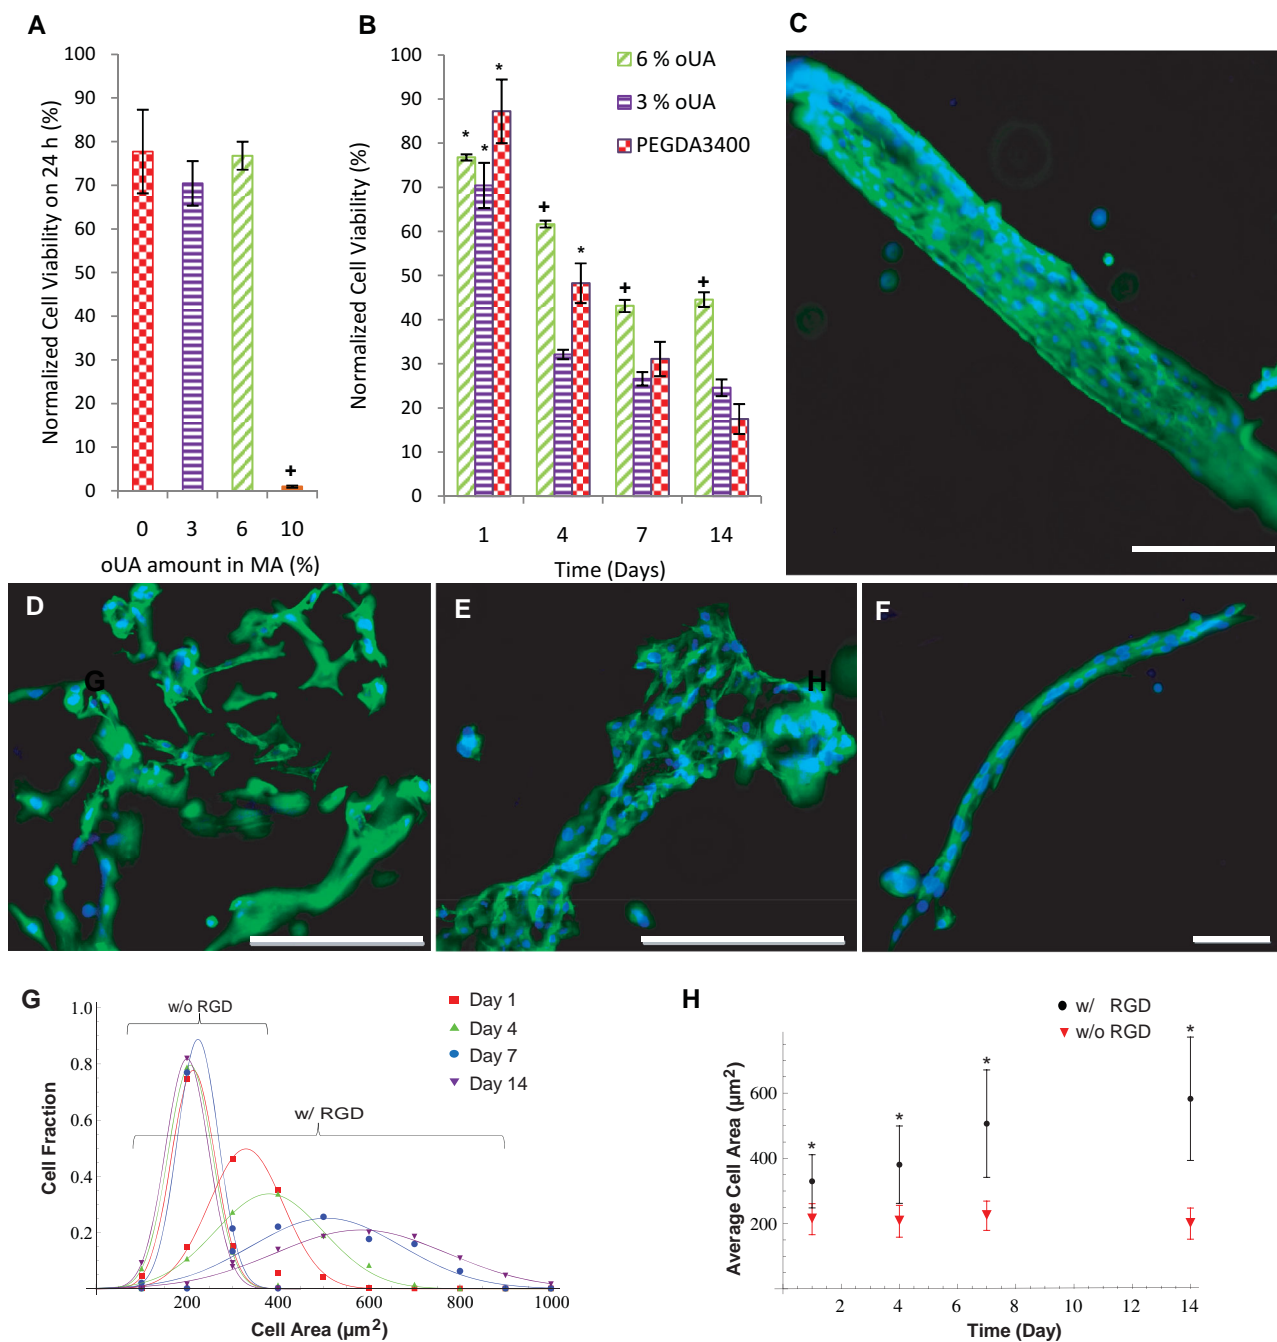 A
Normalized Cell Viability on 24 h (%)
100
90
80
70
60
50
40
30
20
10
0
+
0 3 6 10
oUA amount in MA (%)
B
Normalized Cell Viability (%)
100
90
80
70
60
50
40
30
20
10
0
6 % oUA
3 % oUA
PEGDA3400
* * *
+ *
+
+
1 4 7 14
Time (Days)
C
D
G
E
H
F
G
Cell Fraction
1.0
0.8
0.6
0.4
0.2
w/o RGD
w/ RGD
Day 1
Day 4
Day 7
Day 14
200 400 600 800 1000
Cell Area (µm²)
H
Average Cell Area (µm²)
600
400
200
w/ RGD
w/o RGD
* * * *
2 4 6 8 10 12 14
Time (Day)